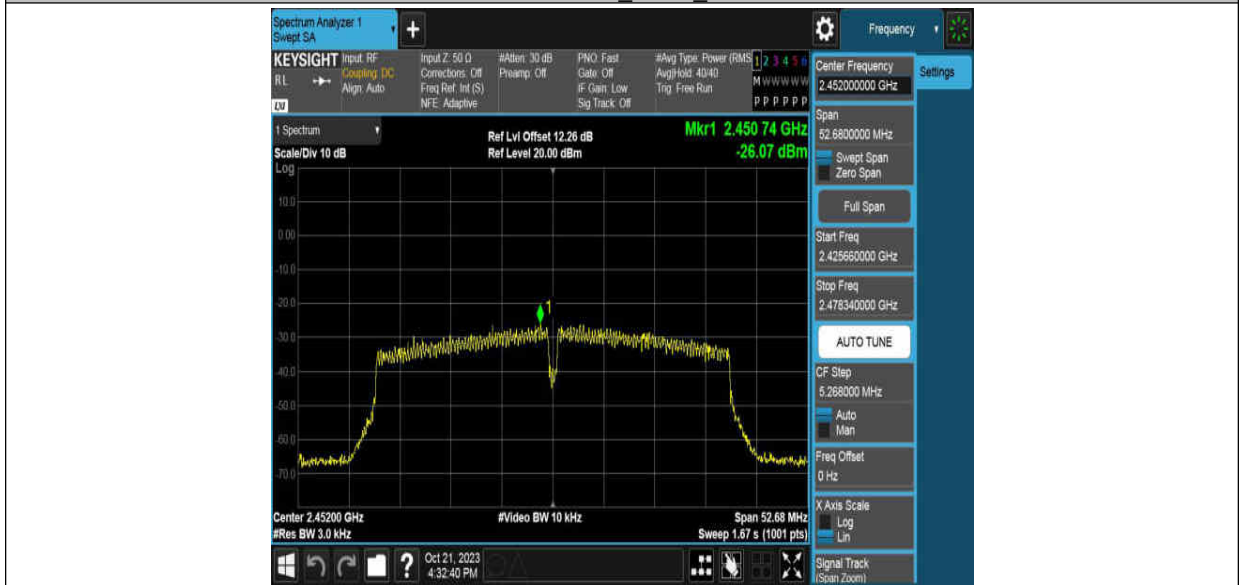 Spectrum Analyzer 1
Swept SA
+
Frequency
KEYSIGHT
RL
LXI
Input: RF
Coupling: DC
Align: Auto
Input Z: 50 Ω
Corrections: Off
Freq Ref: Int (S)
NFE: Adaptive
#Atten: 30 dB
Preamp: Off
PNO: Fast
Gate: Off
IF Gain: Low
Sig Track: Off
#Avg Type: Power (RMS
Avg|Hold: 40/40
Trig: Free Run
1 2 3 4 5 6
M W W W W W
P P P P P P
Center Frequency
2.452000000 GHz
Settings
1 Spectrum
Scale/Div 10 dB
Log
Ref Lvl Offset 12.26 dB
Ref Level 20.00 dBm
Mkr1 2.450 74 GHz
-26.07 dBm
Span
52.6800000 MHz
Swept Span
Zero Span
Full Span
Start Freq
2.425660000 GHz
Stop Freq
2.478340000 GHz
AUTO TUNE
CF Step
5.268000 MHz
Auto
Man
Freq Offset
0 Hz
X Axis Scale
Log
Lin
Signal Track
(Span Zoom)
10.0
0.00
-10.0
-20.0
-30.0
-40.0
-50.0
-60.0
-70.0
1
Center 2.45200 GHz
#Res BW 3.0 kHz
#Video BW 10 kHz
Span 52.68 MHz
Sweep 1.67 s (1001 pts)
?
Oct 21, 2023
4:32:40 PM